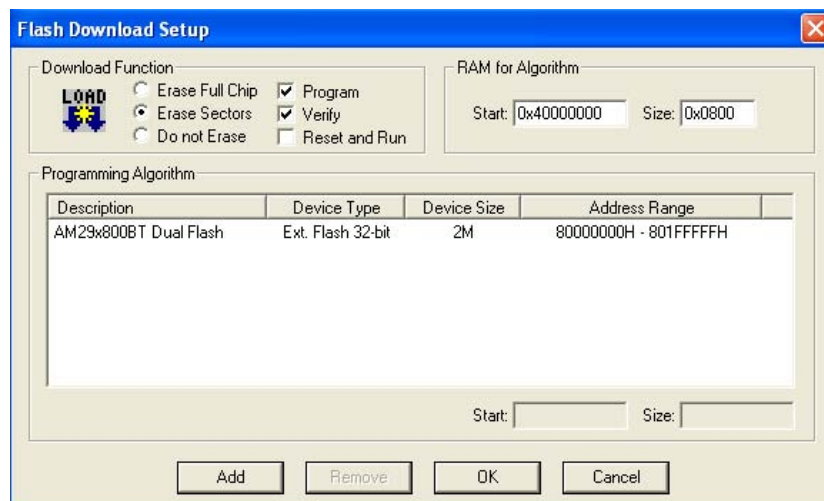 Flash Download Setup
Download Function
LOAD
Erase Full Chip
Erase Sectors
Do not Erase
Program
Verify
Reset and Run
RAM for Algorithm
Start: 0x40000000 Size: 0x0800
Programming Algorithm
Description Device Type Device Size Address Range
AM29x800BT Dual Flash Ext. Flash 32-bit 2M 80000000H - 801FFFFFH
Start: Size:
Add Remove OK Cancel